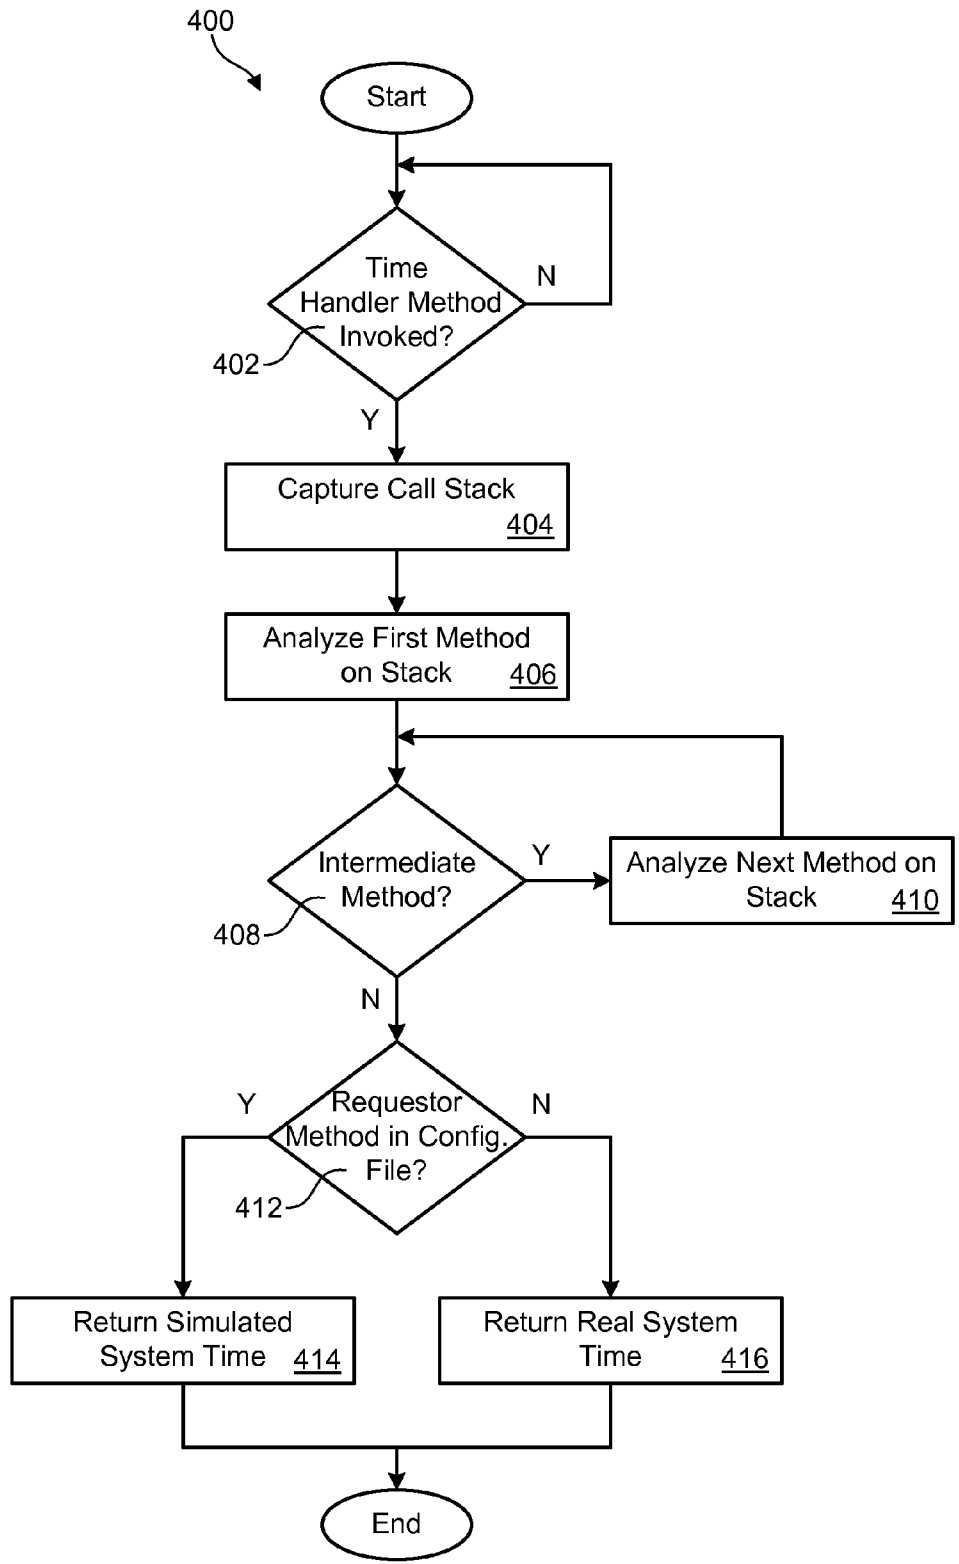 400
Start
Time
Handler Method
Invoked?
N
402
Y
Capture Call Stack
404
Analyze First Method
on Stack
406
Intermediate
Method?
Y
408
Analyze Next Method on
Stack
410
N
Requestor
Method in Config.
File?
Y
N
412
Return Simulated
System Time
414
Return Real System
Time
416
End